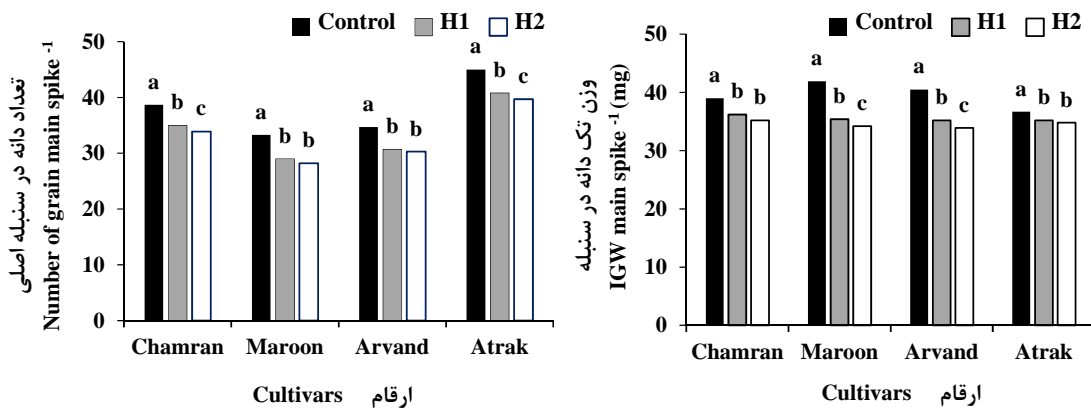 Control H1 H2
50
40
30
20
10
0
a b c
a b b
a b b
a b c
تعداد دانه در سنبله اصلی
Number of grain main spike -1
Chamran Maroon Arvand Atrak
Cultivars ارقام
Control H1 H2
50
40
30
20
10
0
a b b
a b c
a b c
a b b
وزن تک دانه در سنبله
IGW main spike -1 (mg)
Chamran Maroon Arvand Atrak
Cultivars ارقام